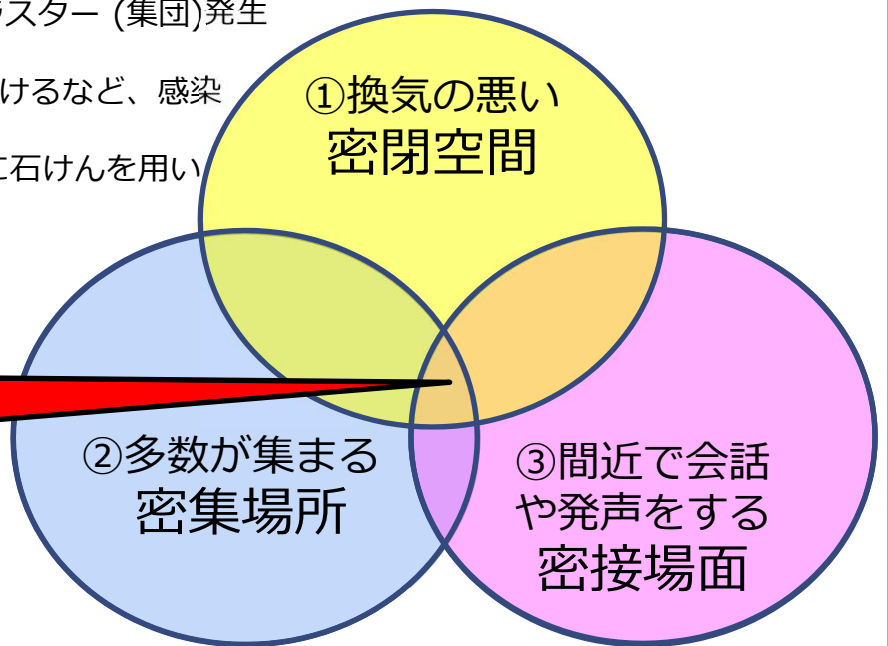 スター (集団)発生
けるなど、感染
に石けんを用い
①換気の悪い
密閉空間
②多数が集まる
密集場所
③間近で会話
や発声をする
密接場面